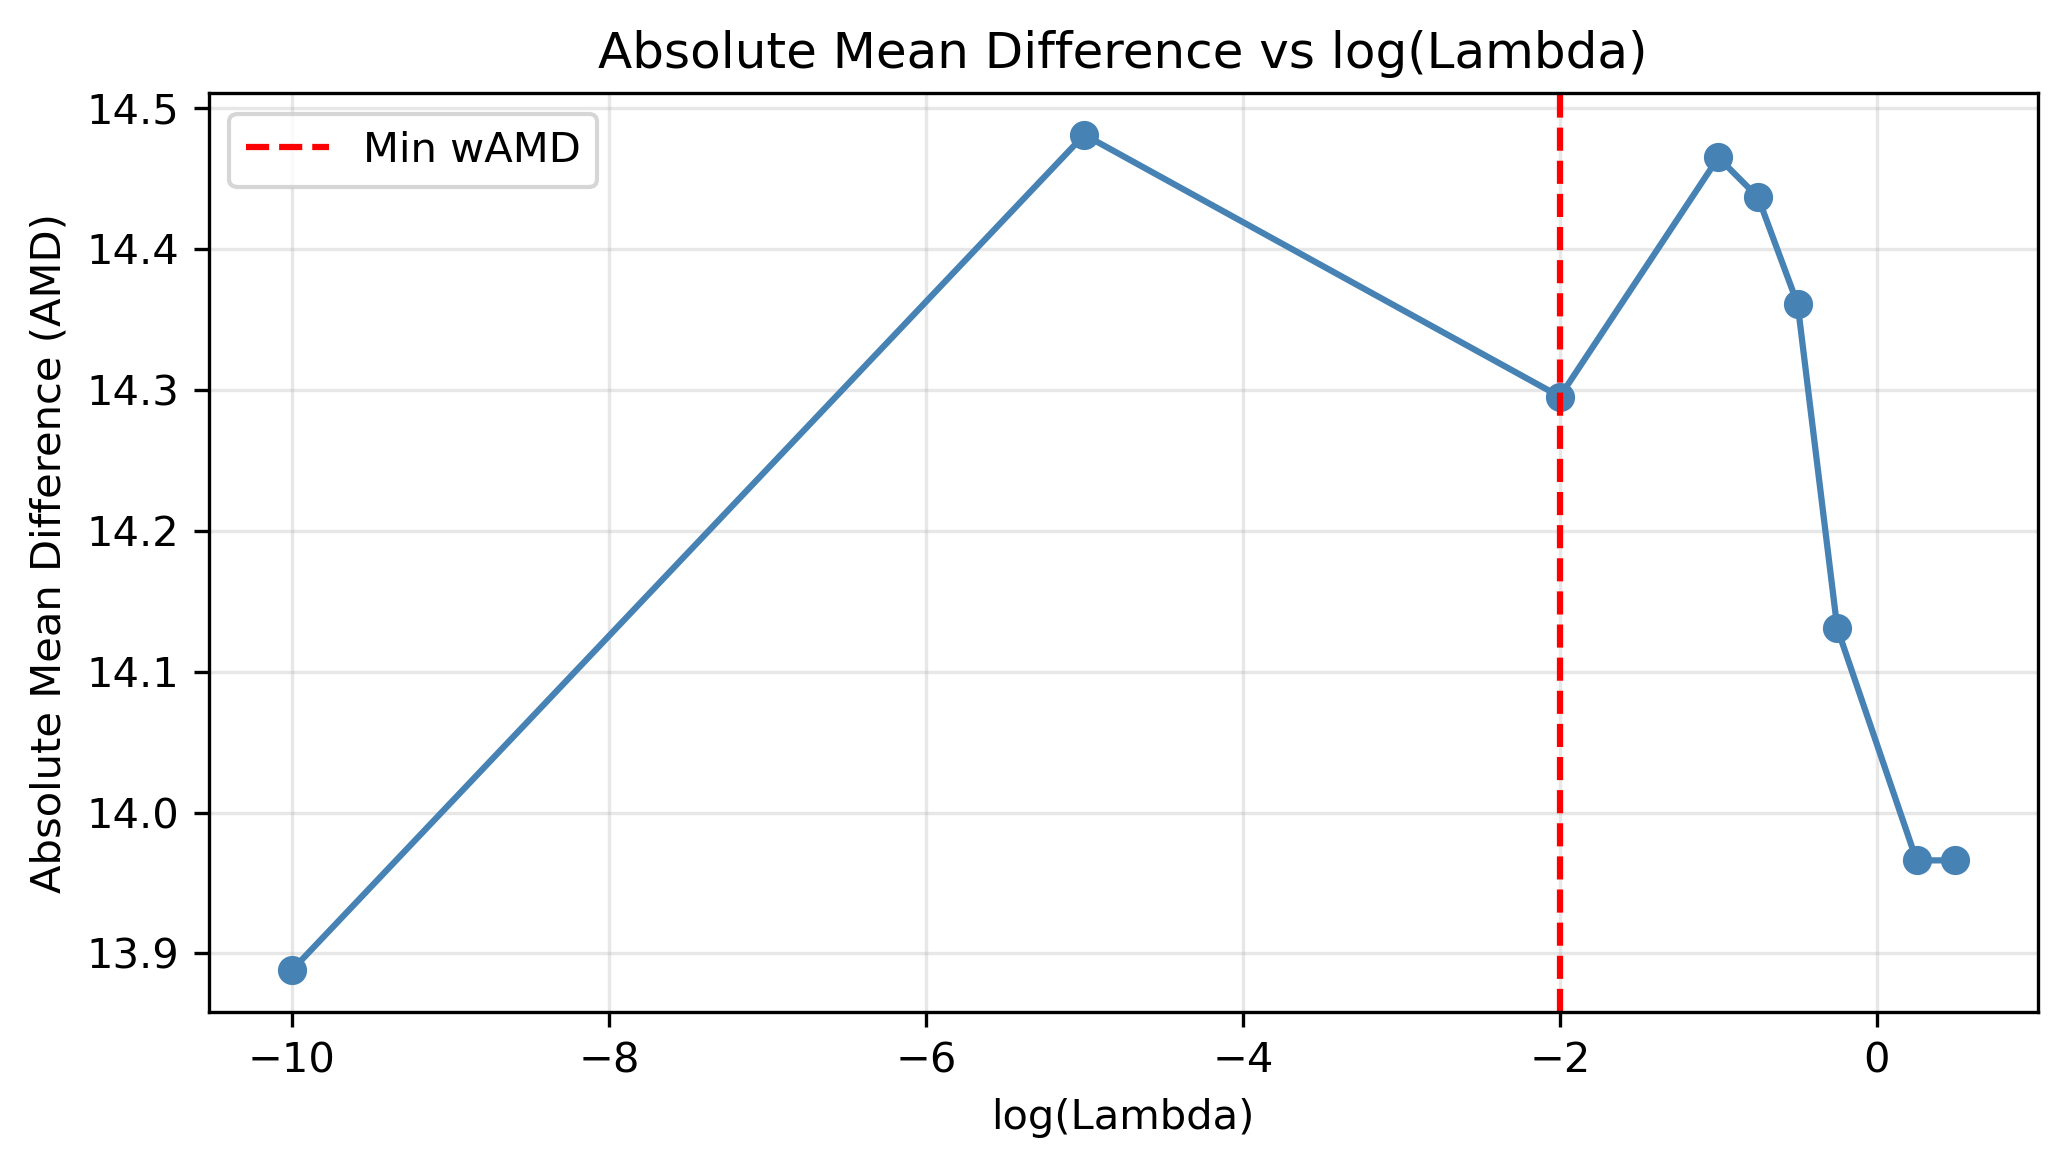 Absolute Mean Difference vs log(Lambda)
Min wAMD
Absolute Mean Difference (AMD)
14.5
14.4
14.3
14.2
14.1
14.0
13.9
−10 −8 −6 −4 −2 0
log(Lambda)